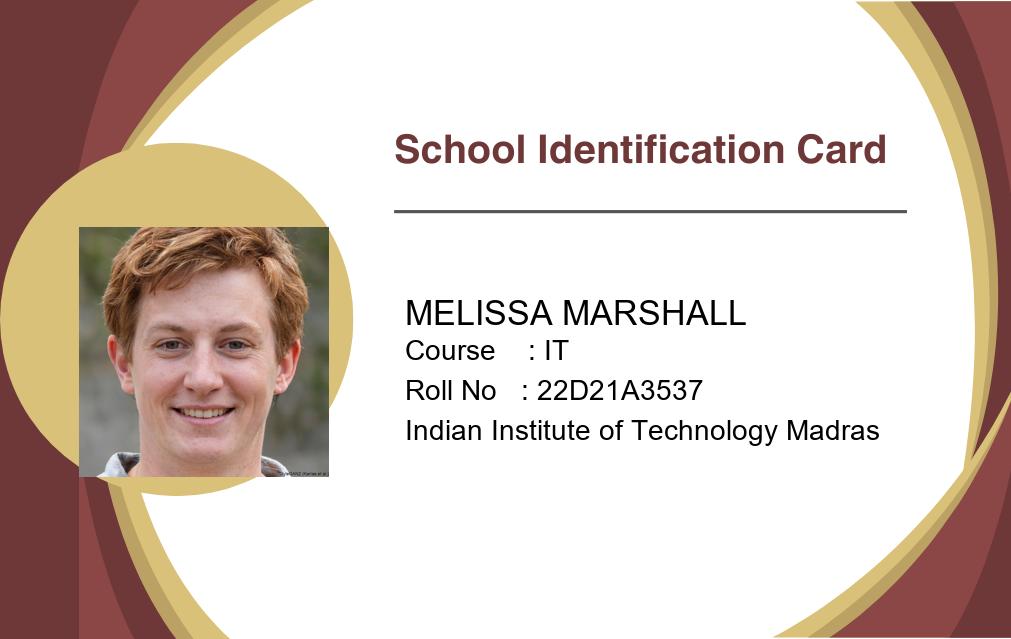 School Identification Card
MELISSA MARSHALL
Course : IT
Roll No : 22D21A3537
Indian Institute of Technology Madras